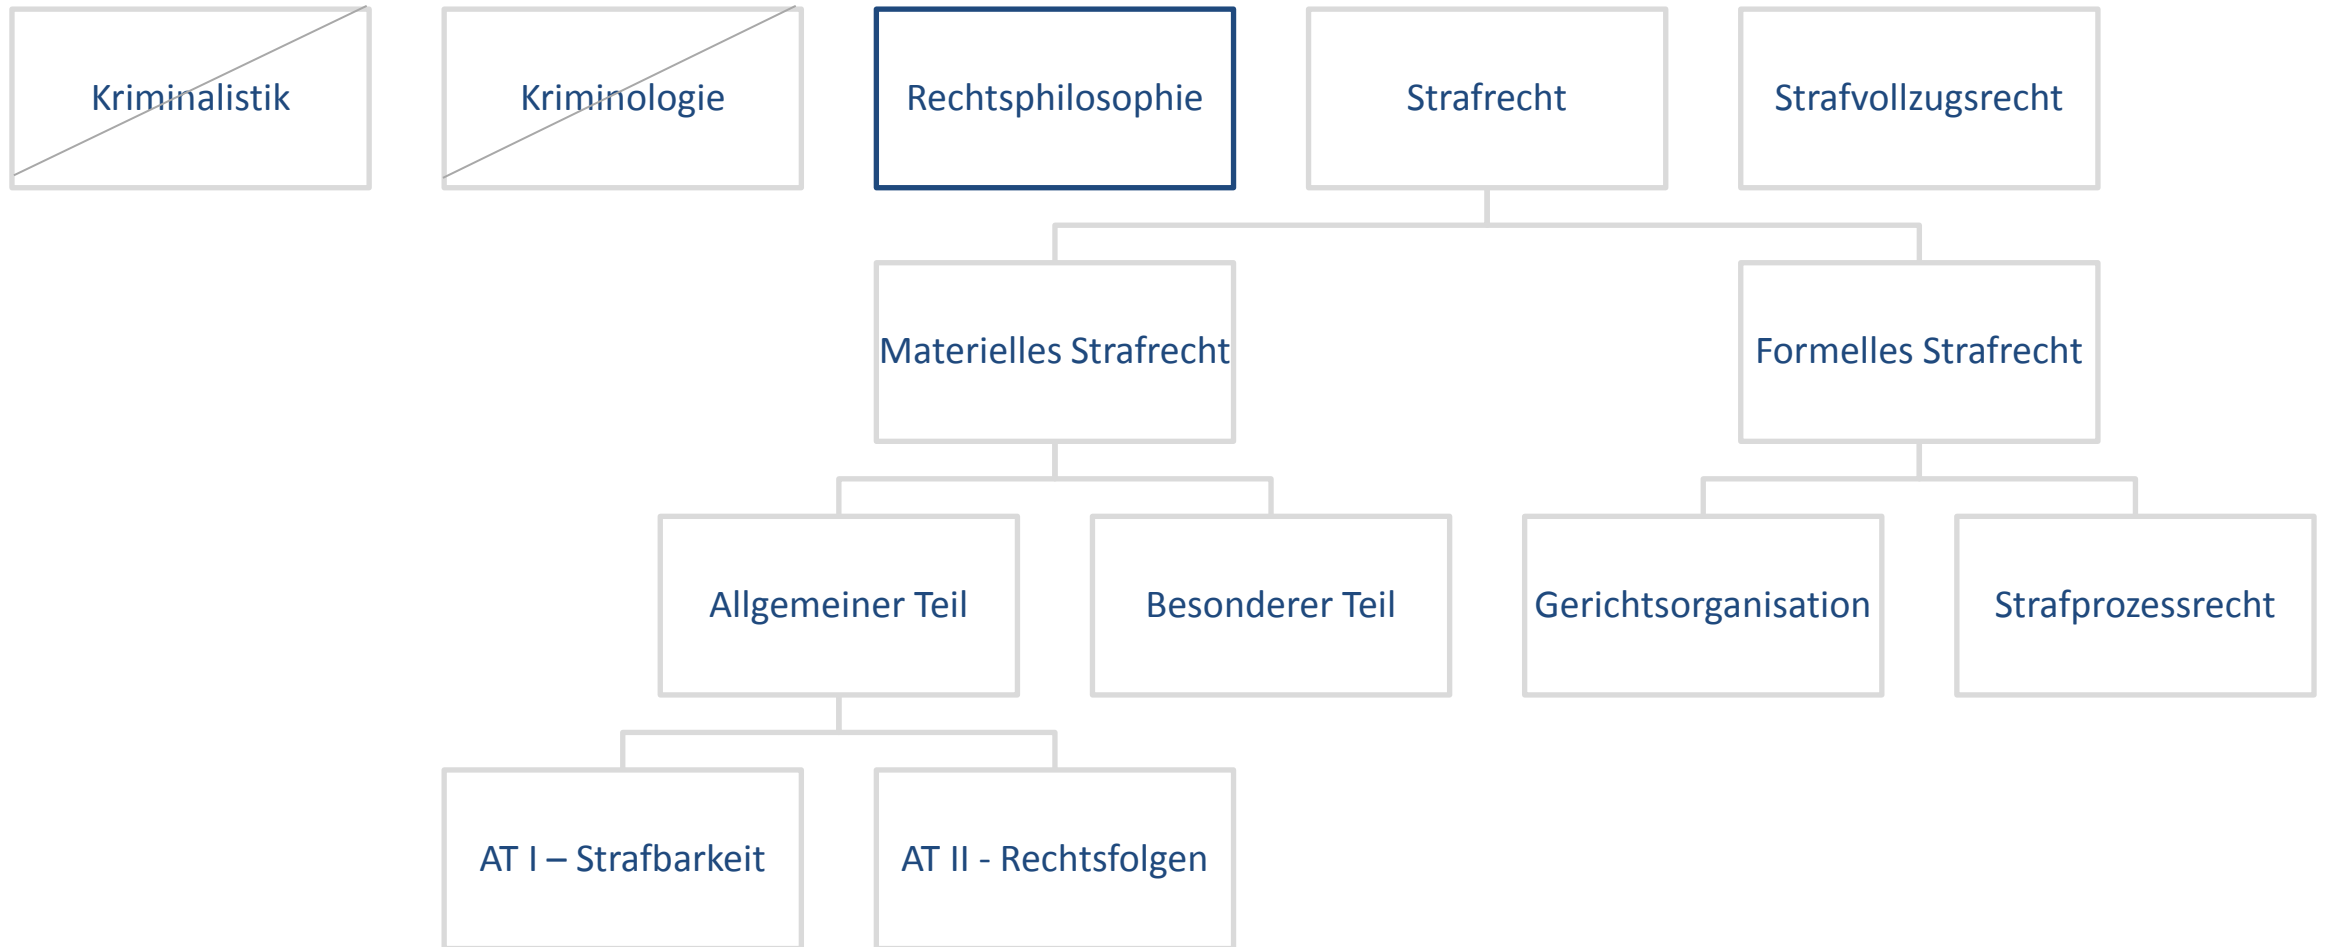 Kriminalistik
Kriminologie
Rechtsphilosophie
Strafrecht
Strafvollzugsrecht
Materielles Strafrecht
Formelles Strafrecht
Allgemeiner Teil
Besonderer Teil
Gerichtsorganisation
Strafprozessrecht
AT I – Strafbarkeit
AT II - Rechtsfolgen